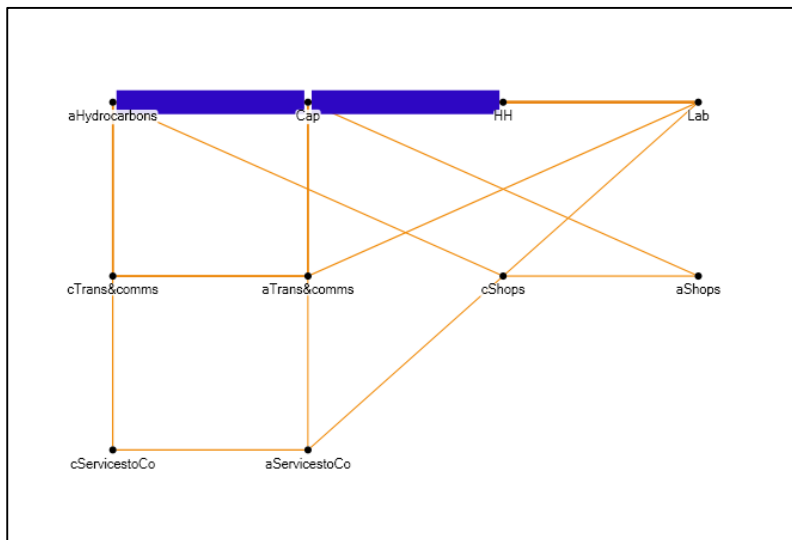 aHydrocarbons Cap HH Lab
cTrans&comms aTrans&comms cShops aShops
cServicestoCo aServicestoCo